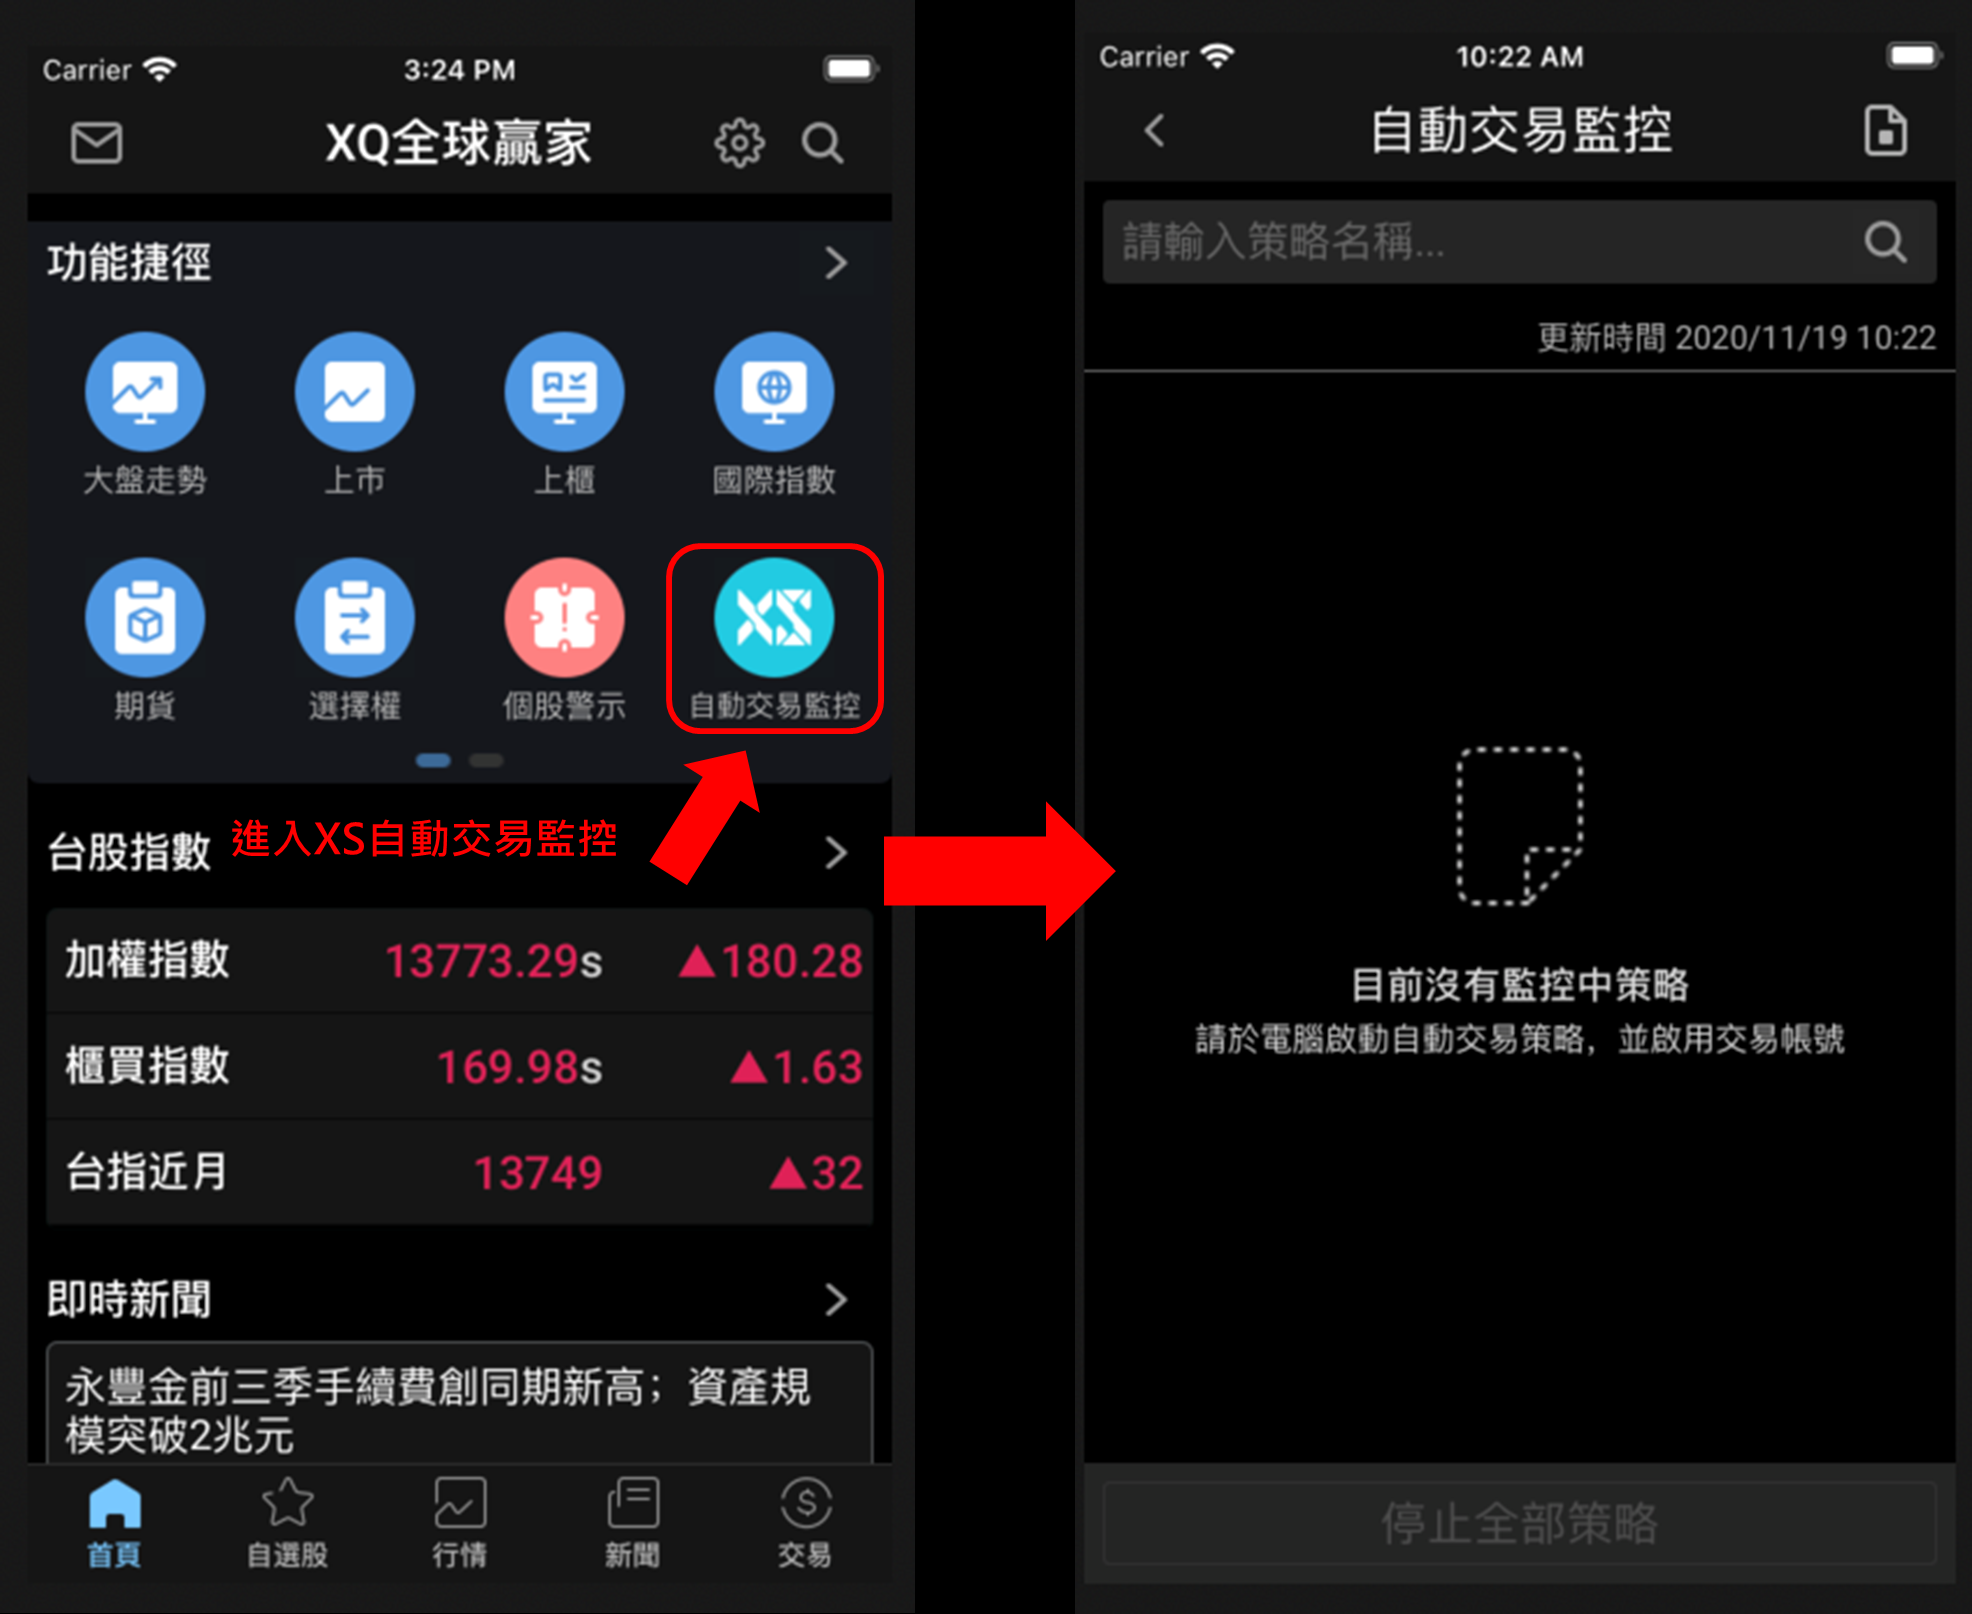 Carrier 3:24 PM
XQ全球贏家
功能捷徑
大盤走勢 上市 上櫃 國際指數
XS
期貨 選擇權 個股警示 自動交易監控
台股指數 進入XS自動交易監控
加權指數 13773.29s ▲180.28
櫃買指數 169.98s ▲1.63
台指近月 13749 ▲32
即時新聞
永豐金前三季手續費創同期新高；資產規
模突破2兆元
首頁 自選股 行情 新聞 交易
Carrier 10:22 AM
自動交易監控
請輸入策略名稱...
更新時間 2020/11/19 10:22
目前沒有監控中策略
請於電腦啟動自動交易策略，並啟用交易帳號
停止全部策略